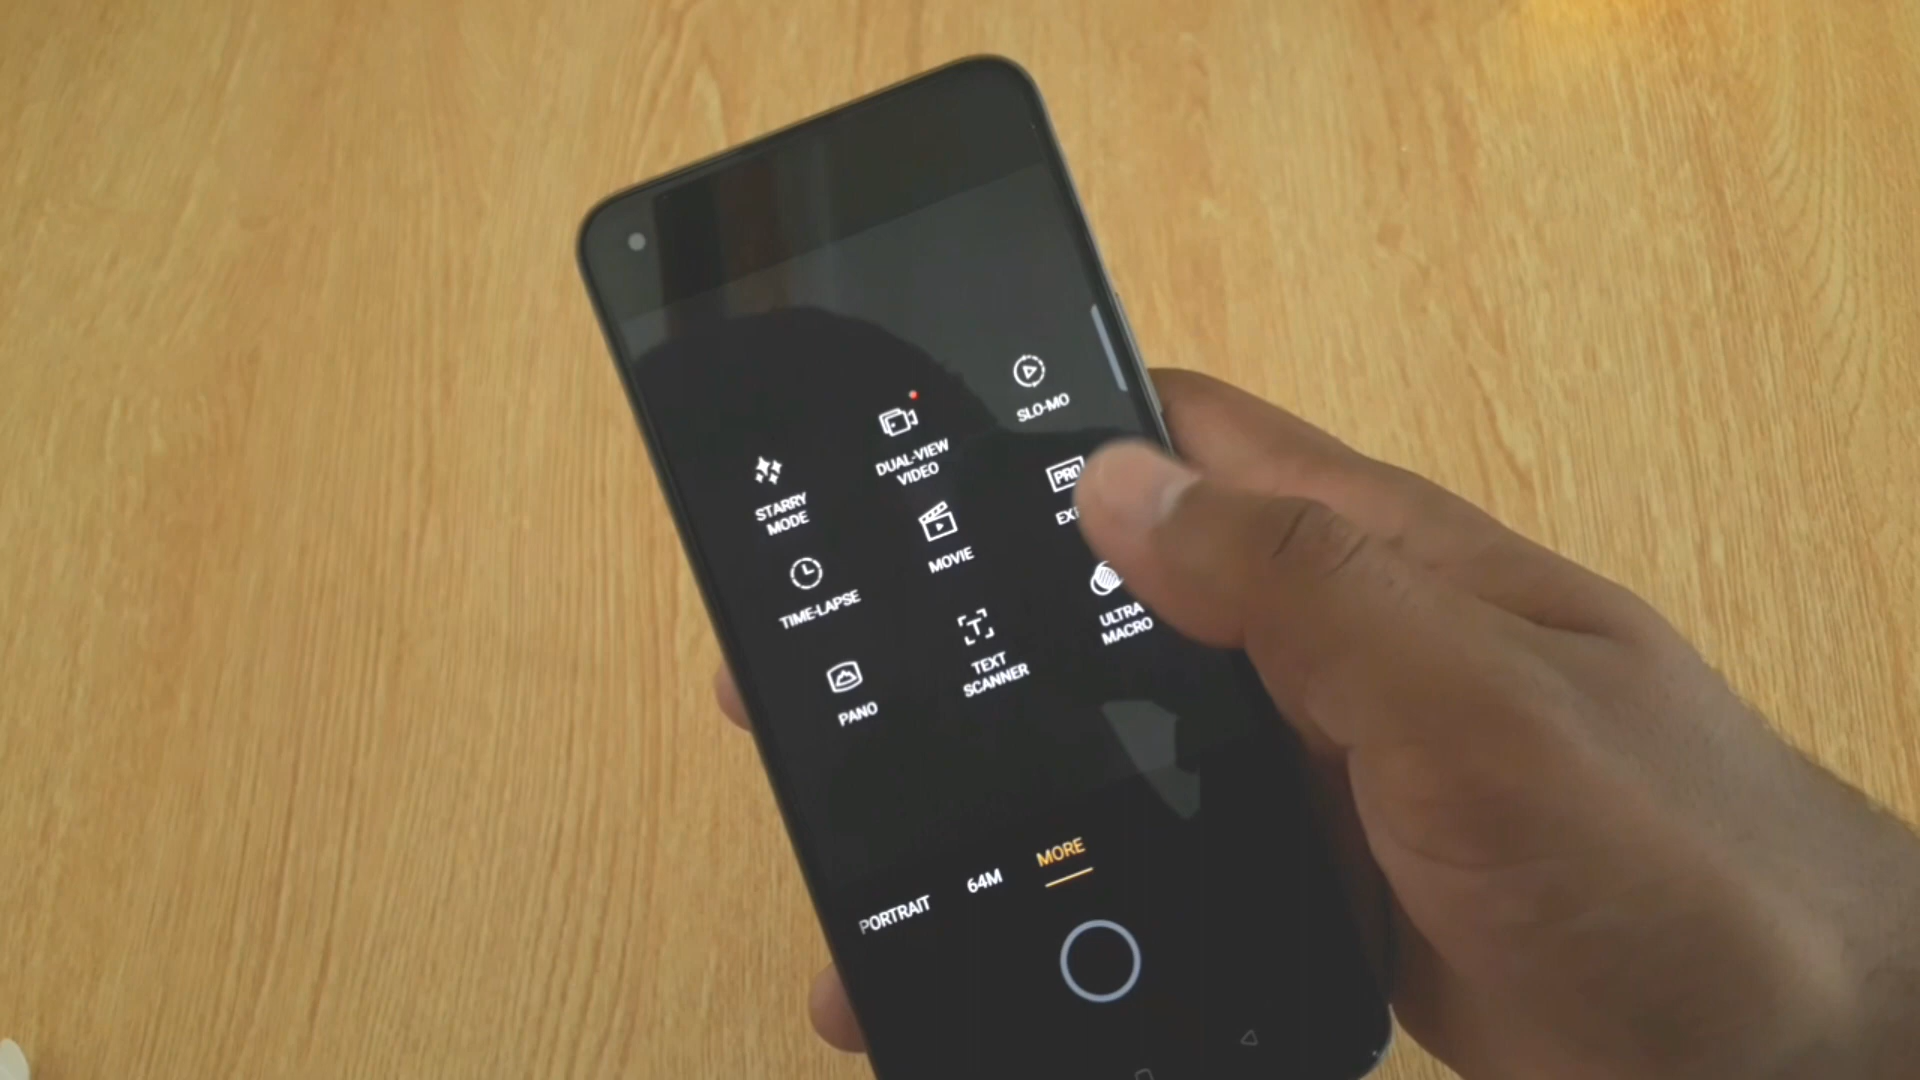 STARRY
MODE
DUAL-VIEW
VIDEO
SLO-MO
TIME-LAPSE
MOVIE
PRO
PANO
TEXT
SCANNER
ULTRA
MACRO
PORTRAIT
64M
MORE